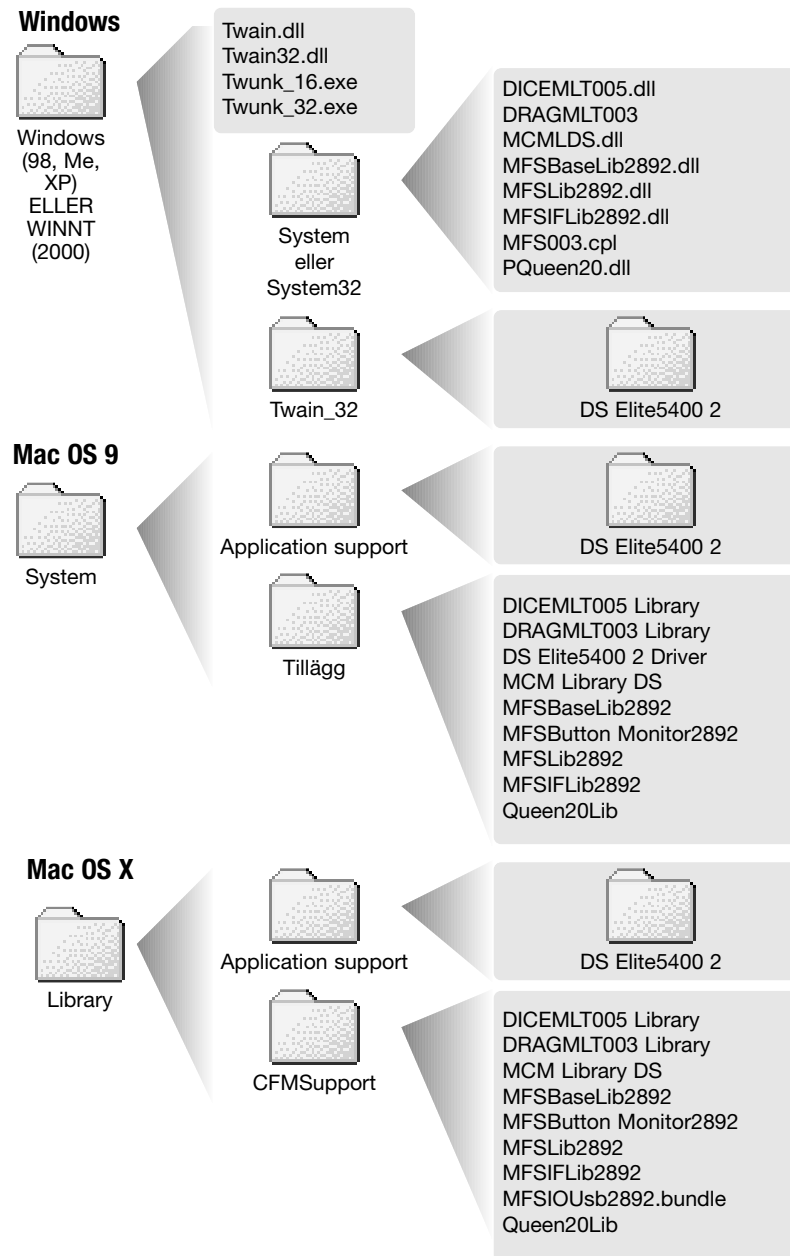 Windows
Windows
(98, Me,
XP)
ELLER
WINNT
(2000)
Twain.dll
Twain32.dll
Twunk_16.exe
Twunk_32.exe
System
eller
System32
DICEMLT005.dll
DRAGMLT003
MCMLDS.dll
MFSBaseLib2892.dll
MFSLib2892.dll
MFSIFLib2892.dll
MFS003.cpl
PQueen20.dll
Twain_32
DS Elite5400 2
Mac OS 9
System
Application support
DS Elite5400 2
Tillägg
DICEMLT005 Library
DRAGMLT003 Library
DS Elite5400 2 Driver
MCM Library DS
MFSBaseLib2892
MFSButton Monitor2892
MFSLib2892
MFSIFLib2892
Queen20Lib
Mac OS X
Library
Application support
DS Elite5400 2
CFMSupport
DICEMLT005 Library
DRAGMLT003 Library
MCM Library DS
MFSBaseLib2892
MFSButton Monitor2892
MFSLib2892
MFSIFLib2892
MFSIOUsb2892.bundle
Queen20Lib